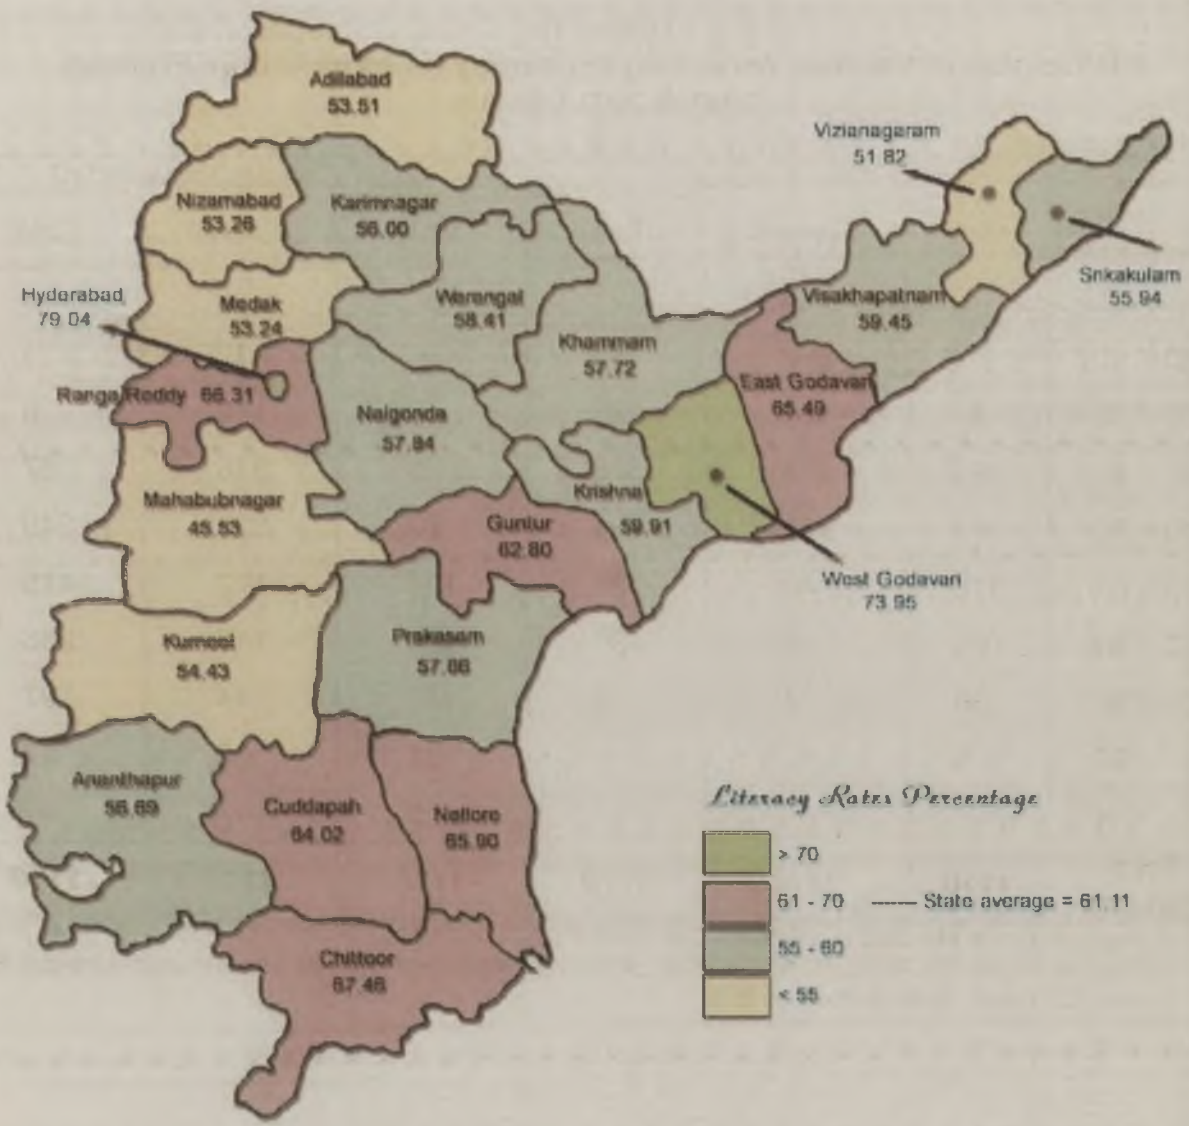 Adilabad
53.51
Vizianagaram
51 82
Nizamabad
53.26
Karimnagar
56.00
Srikakulam
55.94
Hyderabad
79 04
Medak
53.24
Warangal
58.41
Visakhapatnam
59.45
Khammam
57.72
Ranga Reddy 66.31
East Godavari
65.49
Nalgonda
57.84
Mahabubnagar
45.53
Krishna
59.91
Guntur
62.80
West Godavari
73 95
Kurnool
54.43
Prakasam
57.86
Ananthapur
56.69
Cuddapah
64.02
Nellore
65.90
Literacy Rates Percentage
> 70
61 - 70 State average = 61.11
55 - 60
< 55
Chittoor
67.46